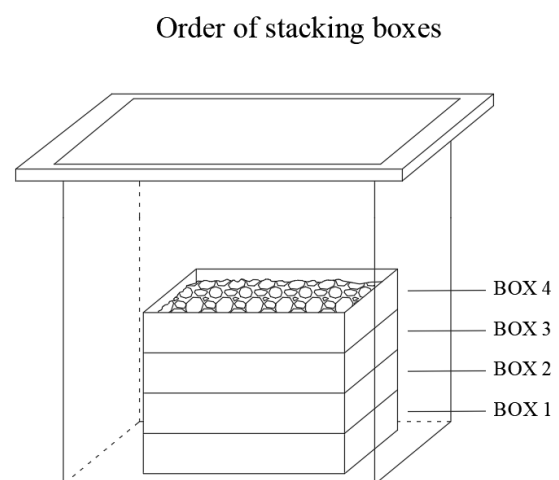 Order of stacking boxes
BOX 4
BOX 3
BOX 2
BOX 1